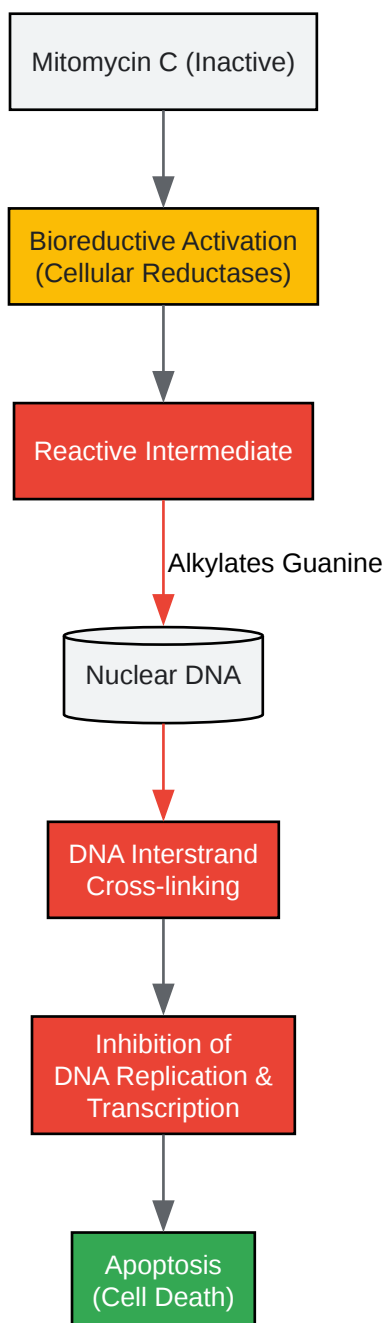 Mitomycin C (Inactive)
Bioreductive Activation
(Cellular Reductases)
Reactive Intermediate
Alkylates Guanine
Nuclear DNA
DNA Interstrand
Cross-linking
Inhibition of
DNA Replication &
Transcription
Apoptosis
(Cell Death)